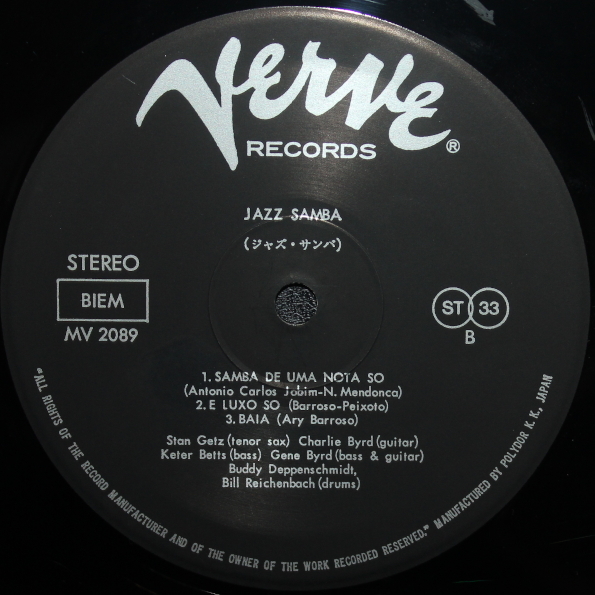 Verve
RECORDS ®
JAZZ SAMBA
(ジャズ・サンバ)
STEREO
BIEM
MV 2089
ST 33
B
1. SAMBA DE UMA NOTA SO
(Antonio Carlos Jobim-N. Mendonca)
2. E LUXO SO (Barroso-Peixoto)
3. BAIA (Ary Barroso)
Stan Getz (tenor sax) Charlie Byrd (guitar)
Keter Betts (bass) Gene Byrd (bass & guitar)
Buddy Deppenschmidt,
Bill Reichenbach (drums)
"ALL RIGHTS OF THE RECORD MANUFACTURER AND OF THE OWNER OF THE WORK RECORDED RESERVED." MANUFACTURED BY POLYDOR K. K., JAPAN